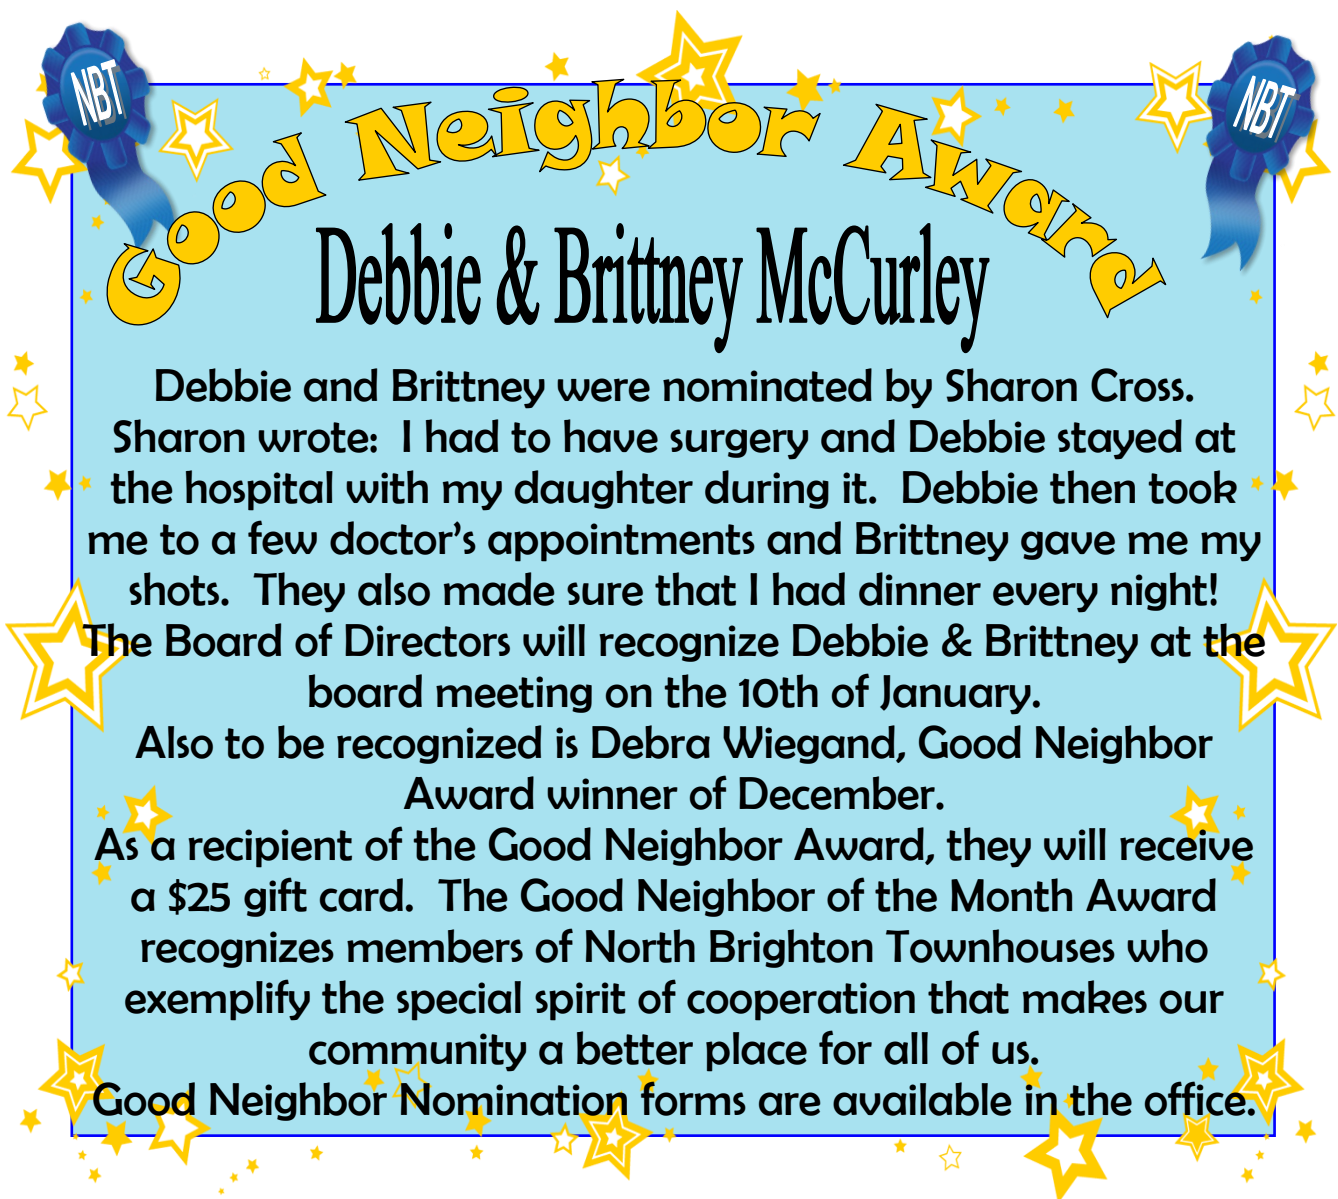 NBT
NBT
Good Neighbor Award
Debbie & Brittney McCurley
Debbie and Brittney were nominated by Sharon Cross.
Sharon wrote:  I had to have surgery and Debbie stayed at
the hospital with my daughter during it.  Debbie then took
me to a few doctor’s appointments and Brittney gave me my
shots.  They also made sure that I had dinner every night!
The Board of Directors will recognize Debbie & Brittney at the
board meeting on the 10th of January.
Also to be recognized is Debra Wiegand, Good Neighbor
Award winner of December.
As a recipient of the Good Neighbor Award, they will receive
a $25 gift card.  The Good Neighbor of the Month Award
recognizes members of North Brighton Townhouses who
exemplify the special spirit of cooperation that makes our
community a better place for all of us.
Good Neighbor Nomination forms are available in the office.